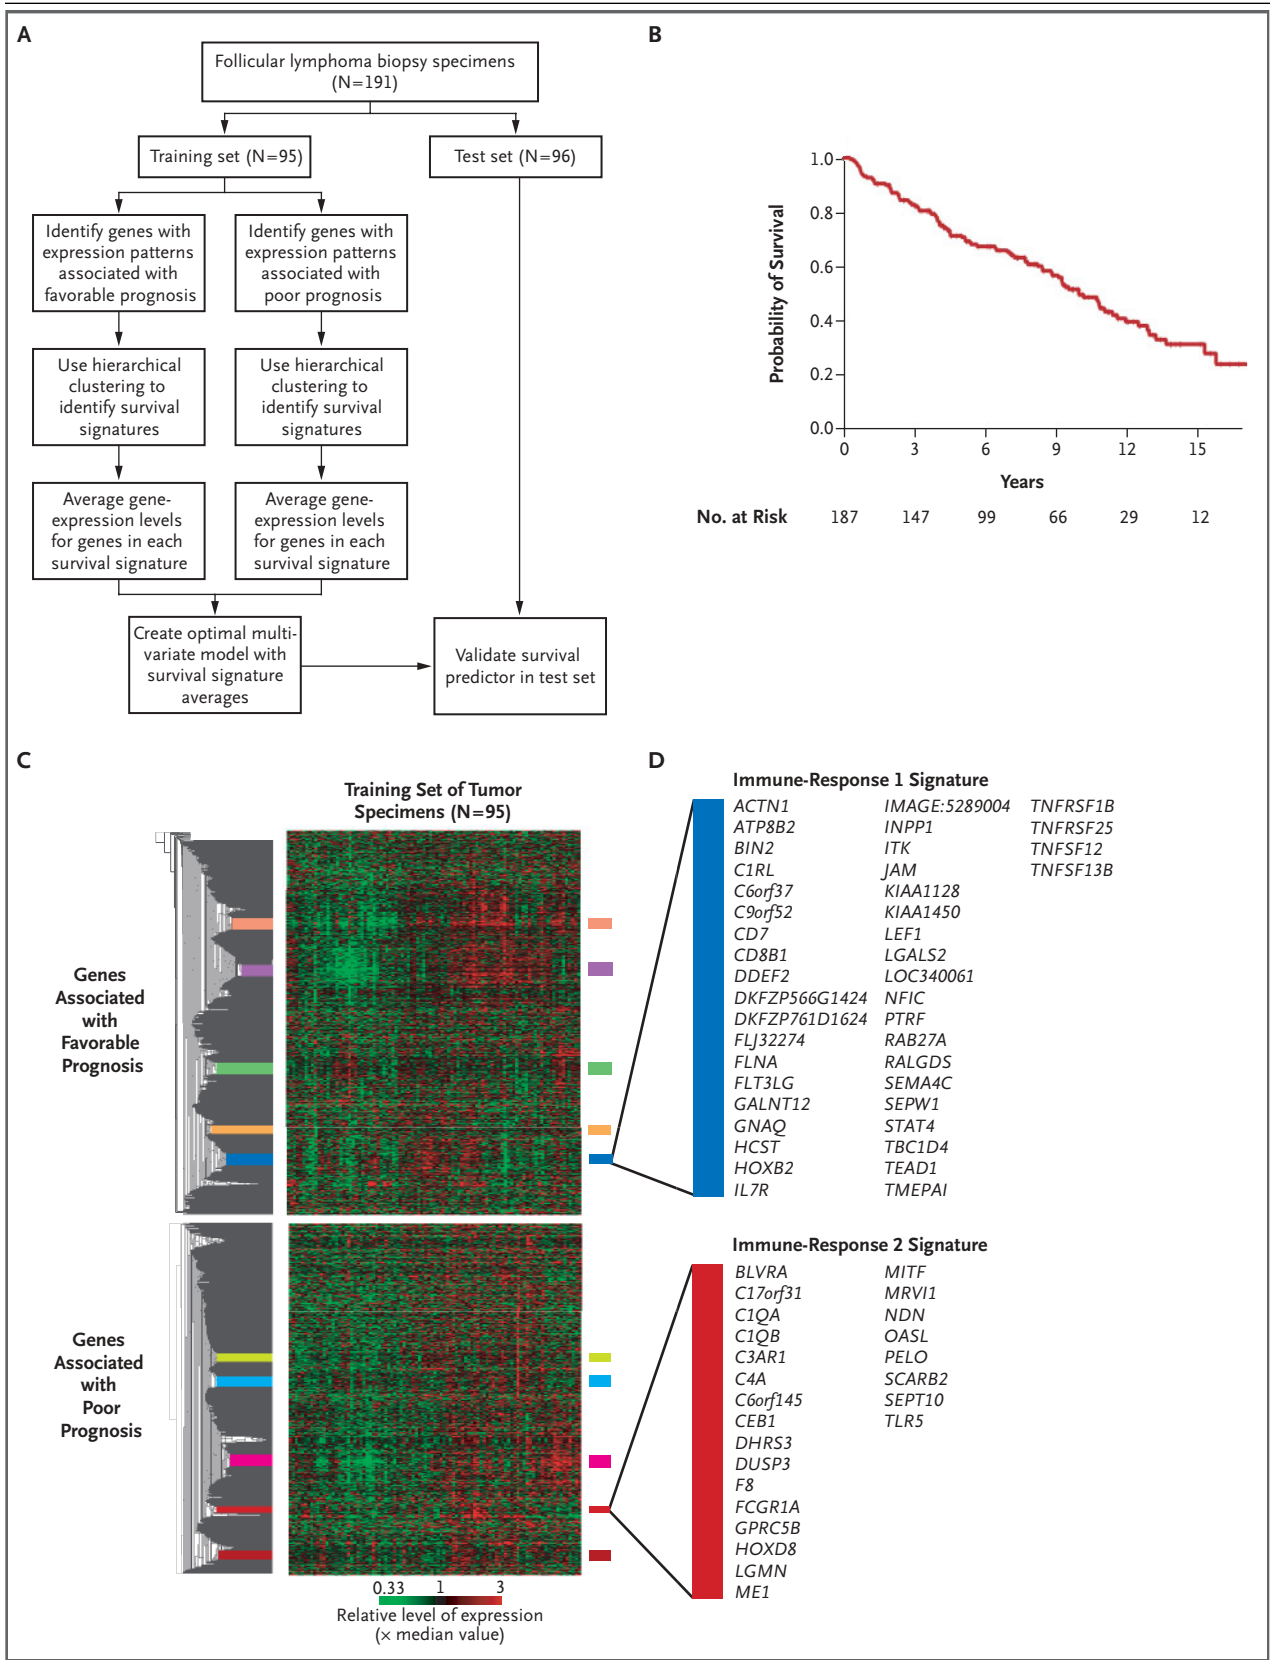 A
Follicular lymphoma biopsy specimens
(N=191)
Training set (N=95)
Test set (N=96)
Identify genes with
expression patterns
associated with
favorable prognosis
Identify genes with
expression patterns
associated with
poor prognosis
Use hierarchical
clustering to
identify survival
signatures
Use hierarchical
clustering to
identify survival
signatures
Average gene-
expression levels
for genes in each
survival signature
Average gene-
expression levels
for genes in each
survival signature
Create optimal multi-
variate model with
survival signature
averages
Validate survival
predictor in test set
B
Probability of Survival
1.0
0.8
0.6
0.4
0.2
0.0
0 3 6 9 12 15
Years
No. at Risk 187 147 99 66 29 12
C
Training Set of Tumor
Specimens (N=95)
Genes
Associated
with
Favorable
Prognosis
Genes
Associated
with
Poor
Prognosis
0.33 1 3
Relative level of expression
(× median value)
D
Immune-Response 1 Signature
ACTN1 IMAGE:5289004 TNFRSF1B
ATP8B2 INPP1 TNFRSF25
BIN2 ITK TNFSF12
C1RL JAM TNFSF13B
C6orf37 KIAA1128
C9orf52 KIAA1450
CD7 LEF1
CD8B1 LGALS2
DDEF2 LOC340061
DKFZP566G1424 NFIC
DKFZP761D1624 PTRF
FLJ32274 RAB27A
FLNA RALGDS
FLT3LG SEMA4C
GALNT12 SEPW1
GNAQ STAT4
HCST TBC1D4
HOXB2 TEAD1
IL7R TMEPAI
Immune-Response 2 Signature
BLVRA MITF
C17orf31 MRVI1
C1QA NDN
C1QB OASL
C3AR1 PELO
C4A SCARB2
C6orf145 SEPT10
CEB1 TLR5
DHRS3
DUSP3
F8
FCGR1A
GPRC5B
HOXD8
LGMN
ME1